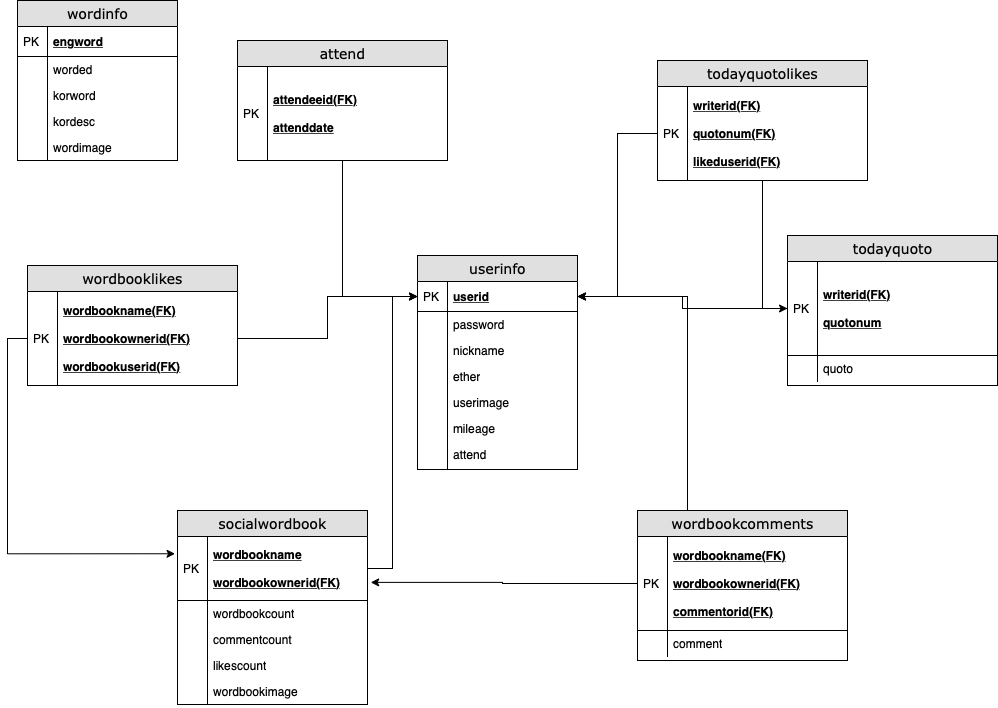 wordinfo
PK engword
worded
korword
kordesc
wordimage
attend
PK
attendeeid(FK)
attenddate
todayquotolikes
PK
writerid(FK)
quotonum(FK)
likeduserid(FK)
todayquoto
PK
writerid(FK)
quotonum
quoto
wordbooklikes
PK
wordbookname(FK)
wordbookownerid(FK)
wordbookuserid(FK)
userinfo
PK userid
password
nickname
ether
userimage
mileage
attend
socialwordbook
PK
wordbookname
wordbookownerid(FK)
wordbookcount
commentcount
likescount
wordbookimage
wordbookcomments
PK
wordbookname(FK)
wordbookownerid(FK)
commentorid(FK)
comment